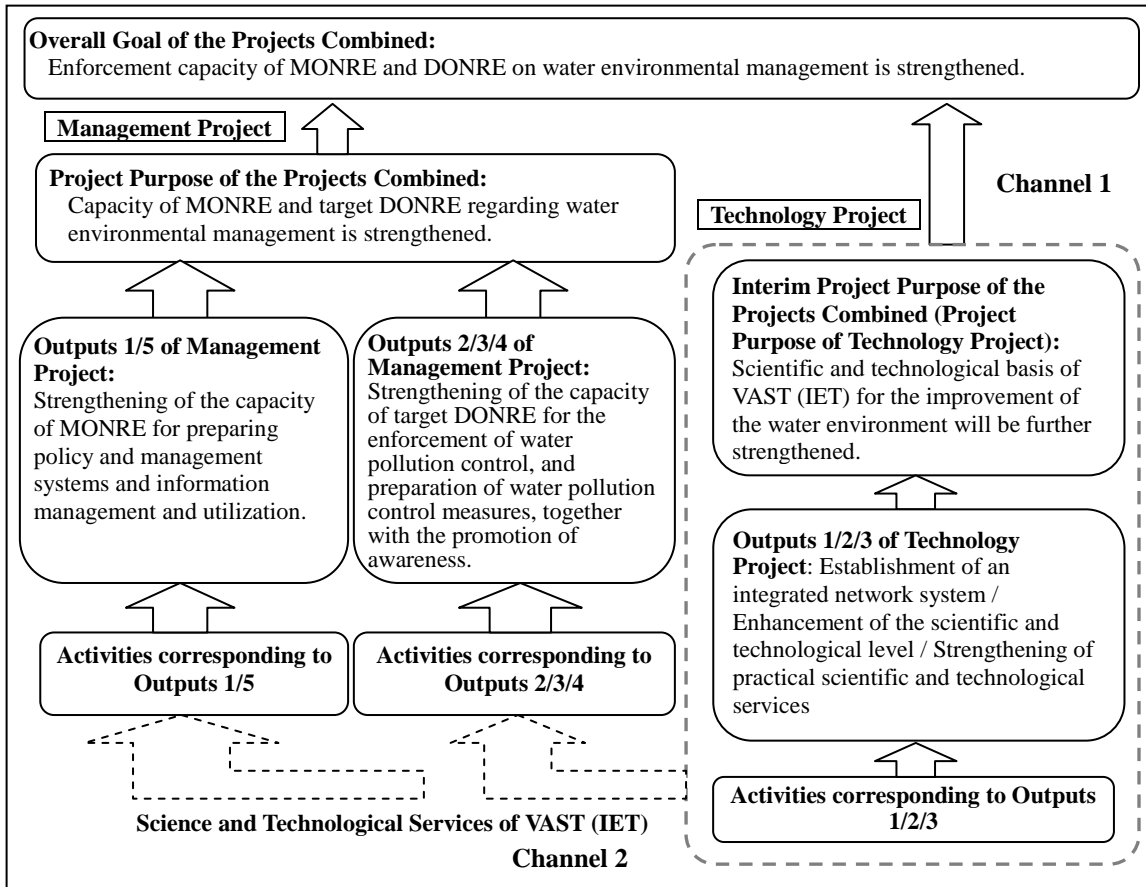 Overall Goal of the Projects Combined:
Enforcement capacity of MONRE and DONRE on water environmental management is strengthened.
Management Project
Project Purpose of the Projects Combined:
Capacity of MONRE and target DONRE regarding water
environmental management is strengthened.
Channel 1
Technology Project
Outputs 1/5 of Management
Project:
Strengthening of the capacity
of MONRE for preparing
policy and management
systems and information
management and utilization.
Outputs 2/3/4 of
Management Project:
Strengthening of the capacity
of target DONRE for the
enforcement of water
pollution control, and
preparation of water pollution
control measures, together
with the promotion of
awareness.
Interim Project Purpose of the
Projects Combined (Project
Purpose of Technology Project):
Scientific and technological basis of
VAST (IET) for the improvement of
the water environment will be further
strengthened.
Outputs 1/2/3 of Technology
Project: Establishment of an
integrated network system /
Enhancement of the scientific and
technological level / Strengthening of
practical scientific and technological
services
Activities corresponding to
Outputs 1/5
Activities corresponding to
Outputs 2/3/4
Activities corresponding to Outputs
1/2/3
Science and Technological Services of VAST (IET)
Channel 2